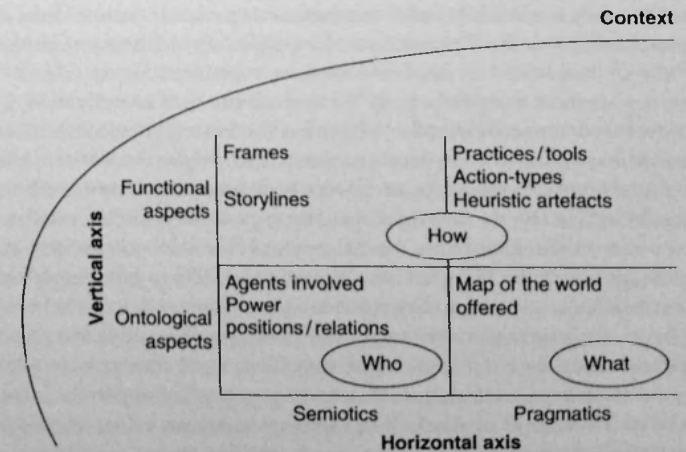 Context
Frames
Practices/tools
Action-types
Heuristic artefacts
Functional
aspects
Storylines
How
Vertical axis
Agents involved
Power
positions/relations
Map of the world
offered
Ontological
aspects
Who
What
Semiotics
Pragmatics
Horizontal axis